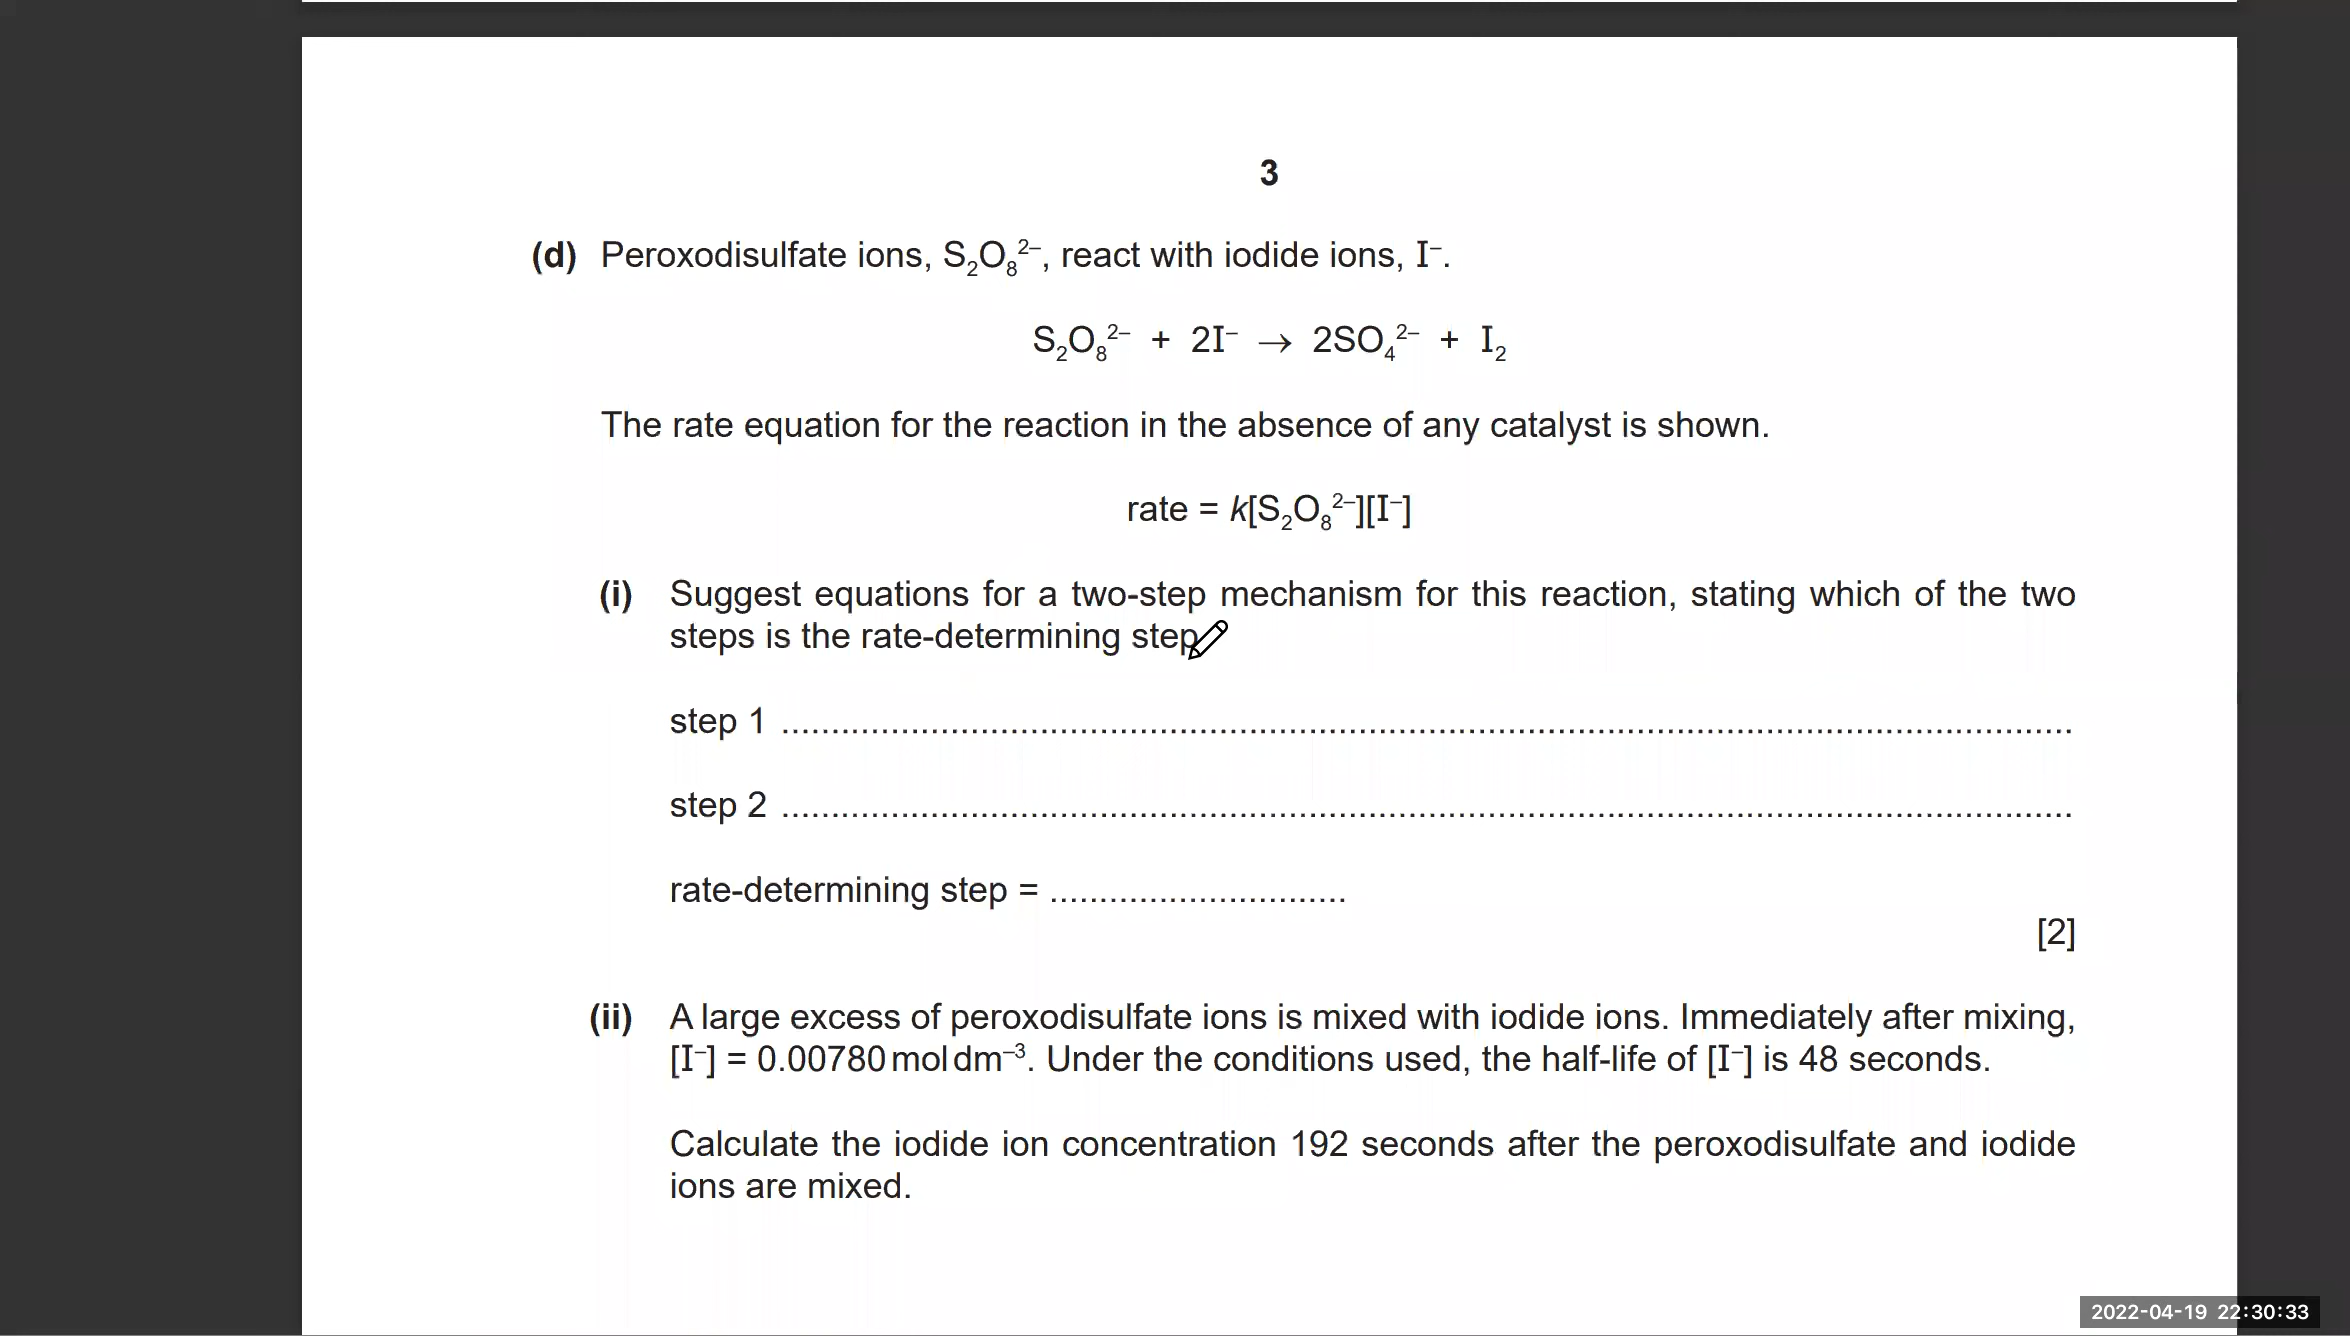 3
(d) Peroxodisulfate ions, S₂O₈²⁻, react with iodide ions, I⁻.
S₂O₈²⁻ + 2I⁻ → 2SO₄²⁻ + I₂
The rate equation for the reaction in the absence of any catalyst is shown.
rate = k[S₂O₈²⁻][I⁻]
(i) Suggest equations for a two-step mechanism for this reaction, stating which of the two
steps is the rate-determining step
step 1 ....................................................................................................................................
step 2 ....................................................................................................................................
rate-determining step = ..............................
[2]
(ii) A large excess of peroxodisulfate ions is mixed with iodide ions. Immediately after mixing,
[I⁻] = 0.00780 mol dm⁻³. Under the conditions used, the half-life of [I⁻] is 48 seconds.
Calculate the iodide ion concentration 192 seconds after the peroxodisulfate and iodide
ions are mixed.
2022-04-19 22:30:33